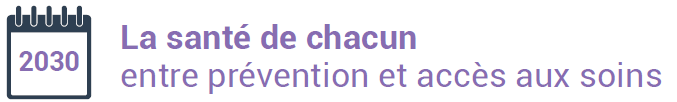 2030
La santé de chacun
entre prévention et accès aux soins